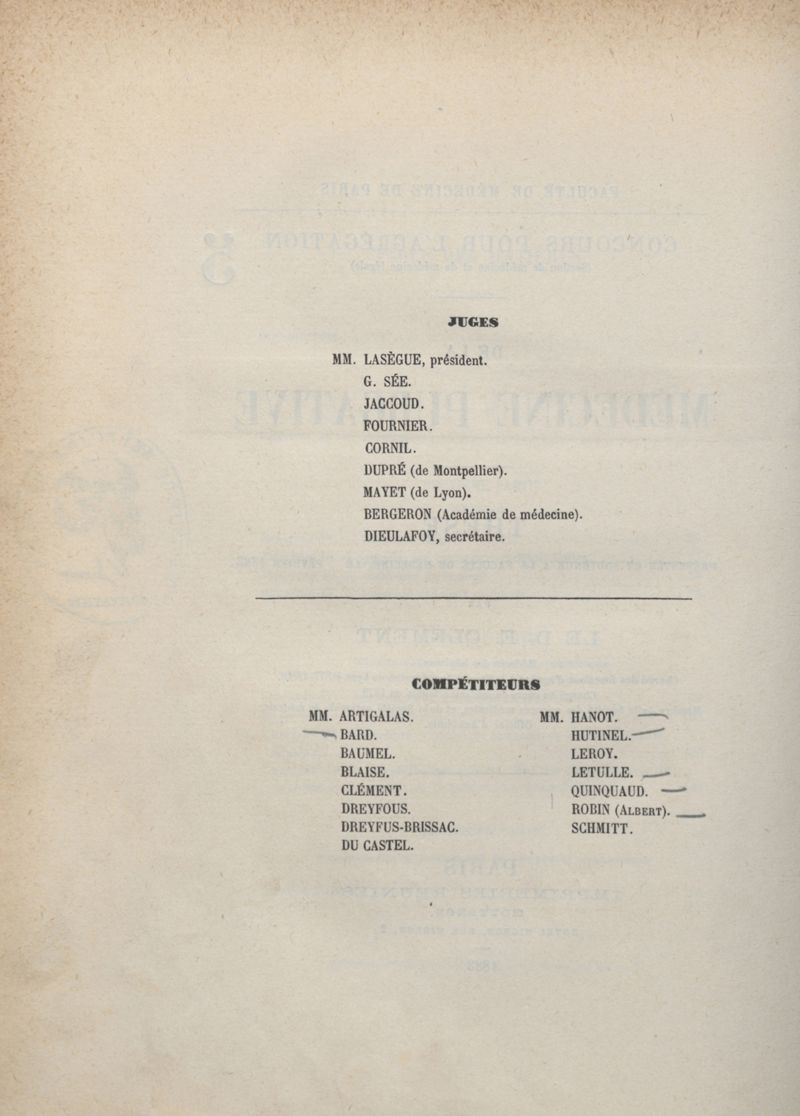 JUGES
MM. LASÈGUE, président.
G. SÉE.
JACCOUD.
FOURNIER.
CORNIL.
DUPRÉ (de Montpellier).
MAYET (de Lyon).
BERGERON (Académie de médecine).
DIEULAFOY, secrétaire.
COMPÉTITEURS
MM. ARTIGALAS.
BARD.
BAUMEL.
BLAISE.
CLÉMENT.
DREYFOUS.
DREYFUS-BRISSAC.
DU CASTEL.
MM. HANOT.
HUTINEL.
LEROY.
LETULLE.
QUINQUAUD.
ROBIN (ALBERT).
SCHMITT.